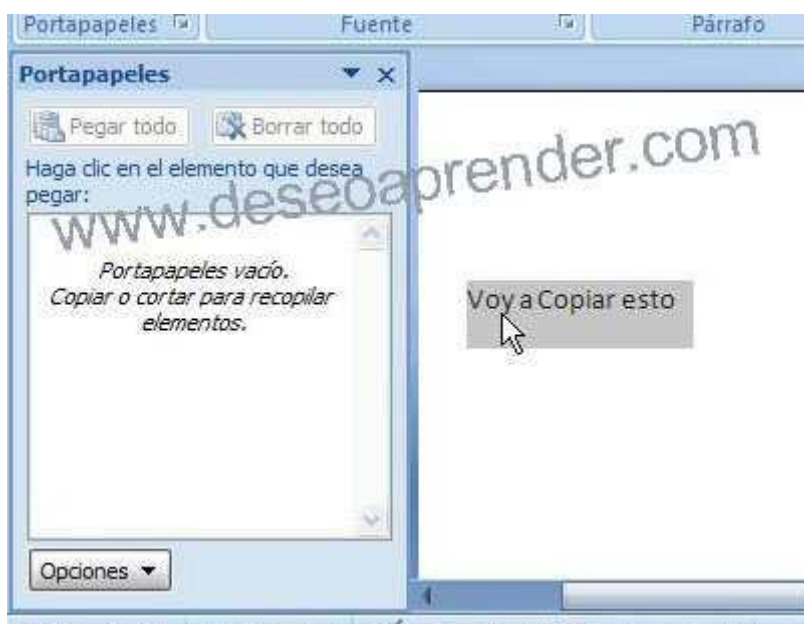 Portapapeles Fuente Párrafo
Portapapeles
Pegar todo Borrar todo
Haga clic en el elemento que desea
pegar:
www.deseoaprender.com
Portapapeles vacío.
Copiar o cortar para recopilar
elementos.
Voy a Copiar esto
Opciones